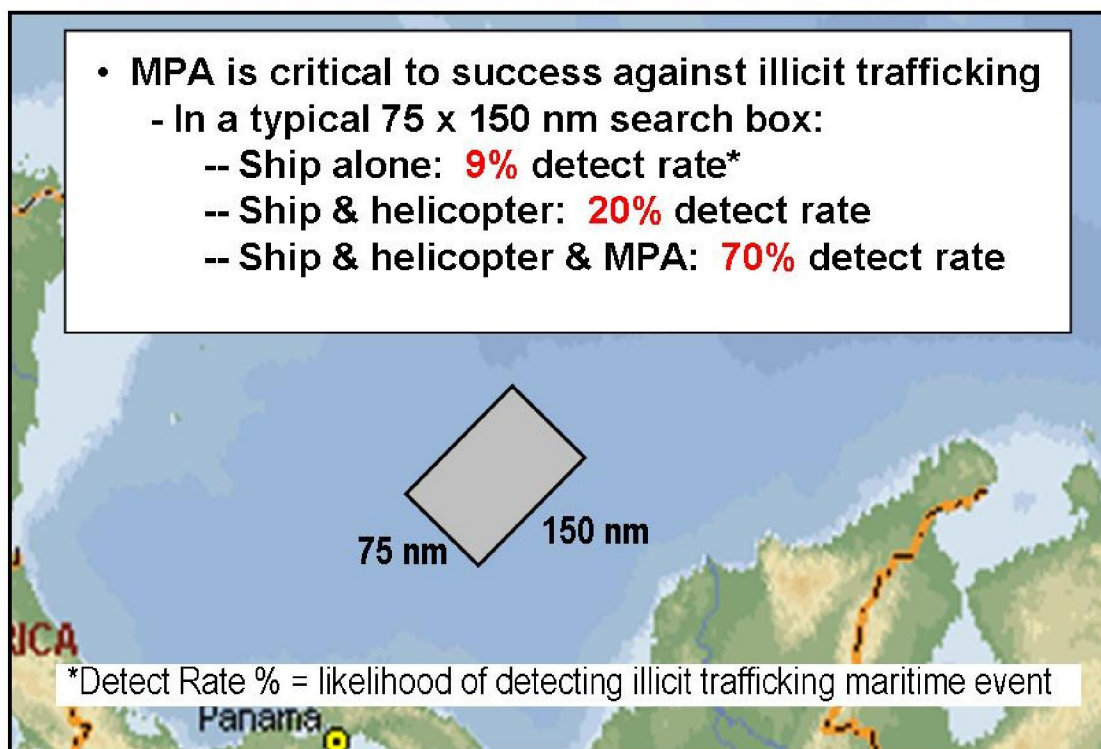 • MPA is critical to success against illicit trafficking
- In a typical 75 x 150 nm search box:
-- Ship alone: 9% detect rate*
-- Ship & helicopter: 20% detect rate
-- Ship & helicopter & MPA: 70% detect rate
75 nm
150 nm
RICA
*Detect Rate % = likelihood of detecting illicit trafficking maritime event
Panama